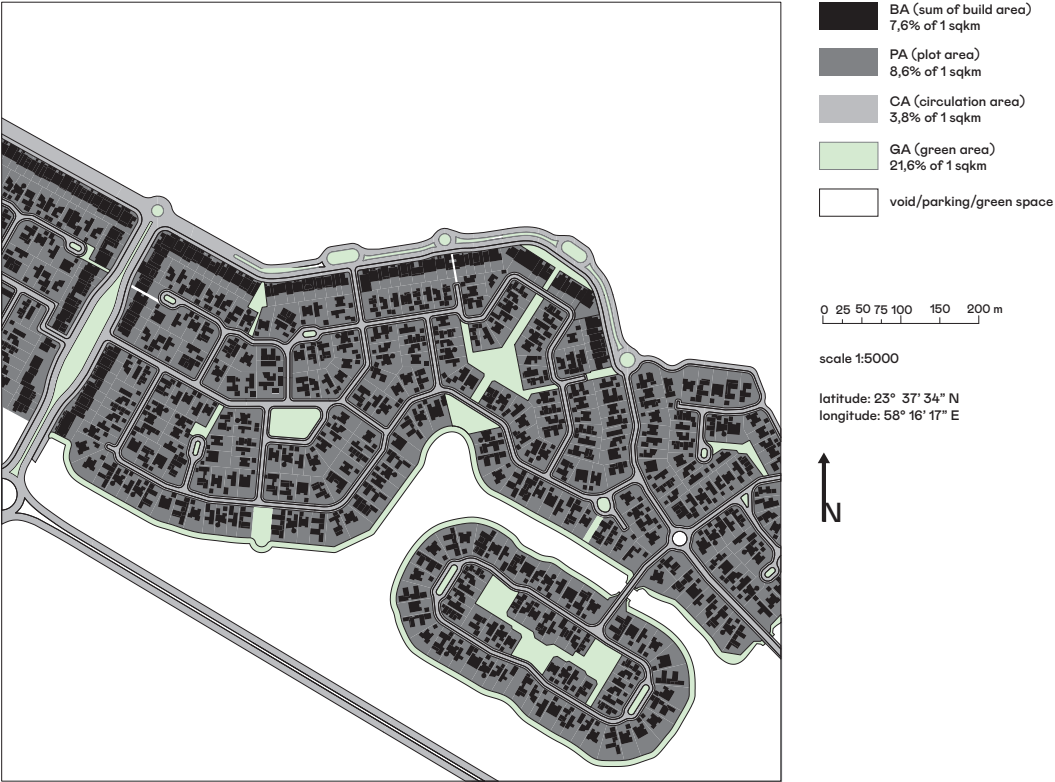 BA (sum of build area)
7,6% of 1 sqkm
PA (plot area)
8,6% of 1 sqkm
CA (circulation area)
3,8% of 1 sqkm
GA (green area)
21,6% of 1 sqkm
void/parking/green space
0 25 50 75 100 150 200 m
scale 1:5000
latitude: 23° 37’ 34” N
longitude: 58° 16’ 17” E
N